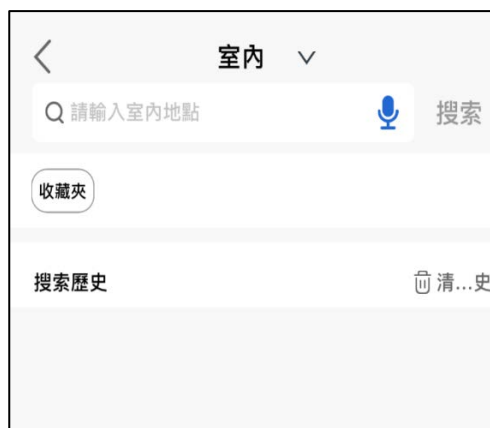 室內
請輸入室內地點
搜索
收藏夾
搜索歷史
清...史